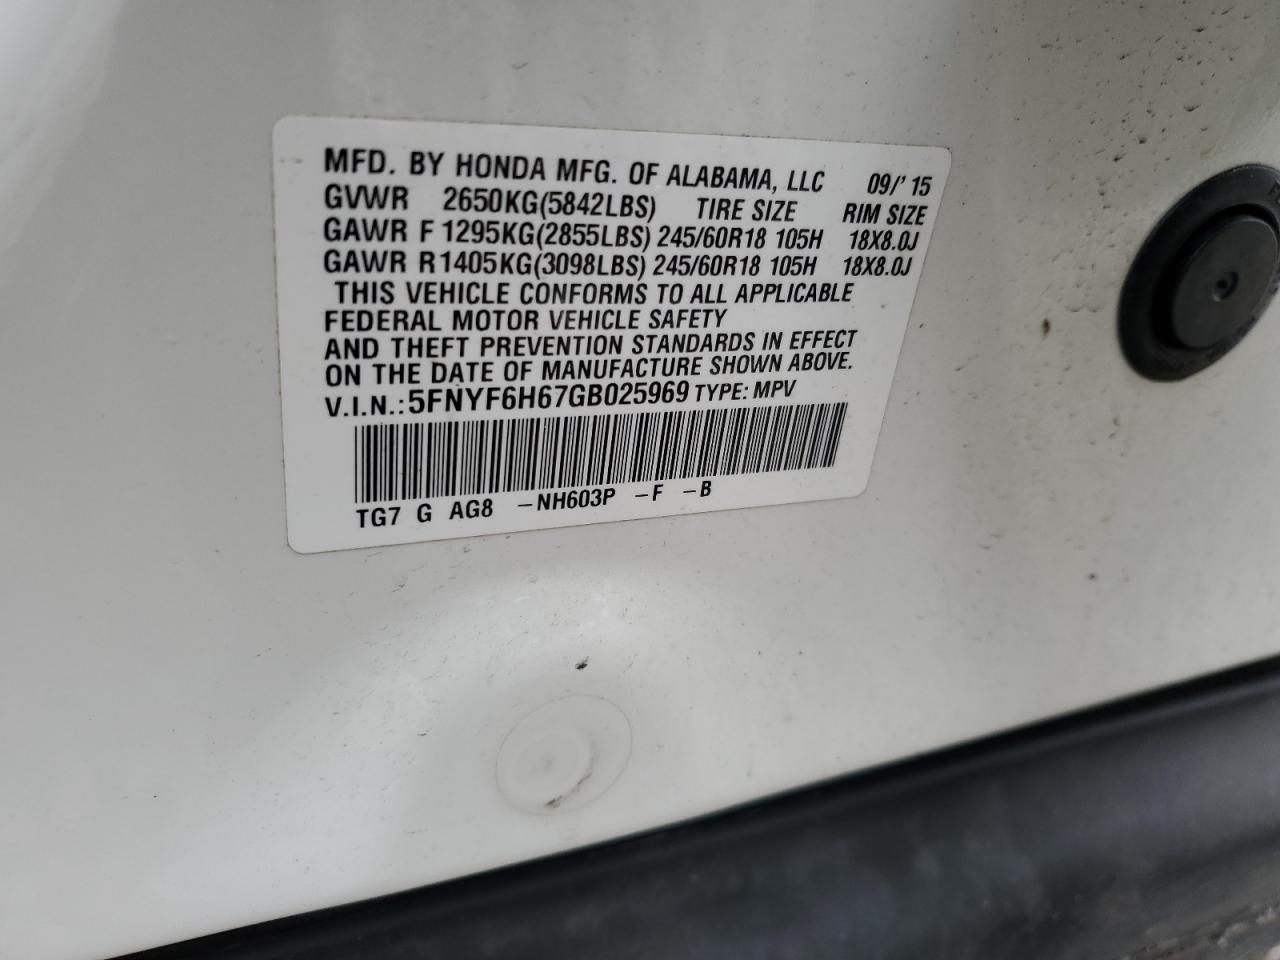 MFD. BY HONDA MFG. OF ALABAMA, LLC 09/'15
GVWR 2650KG(5842LBS) TIRE SIZE RIM SIZE
GAWR F 1295KG(2855LBS) 245/60R18 105H 18X8.0J
GAWR R 1405KG(3098LBS) 245/60R18 105H 18X8.0J
THIS VEHICLE CONFORMS TO ALL APPLICABLE
FEDERAL MOTOR VEHICLE SAFETY
AND THEFT PREVENTION STANDARDS IN EFFECT
ON THE DATE OF MANUFACTURE SHOWN ABOVE.
V.I.N.: 5FNYF6H67GB025969 TYPE: MPV
TG7 G AG8 -NH603P -F -B